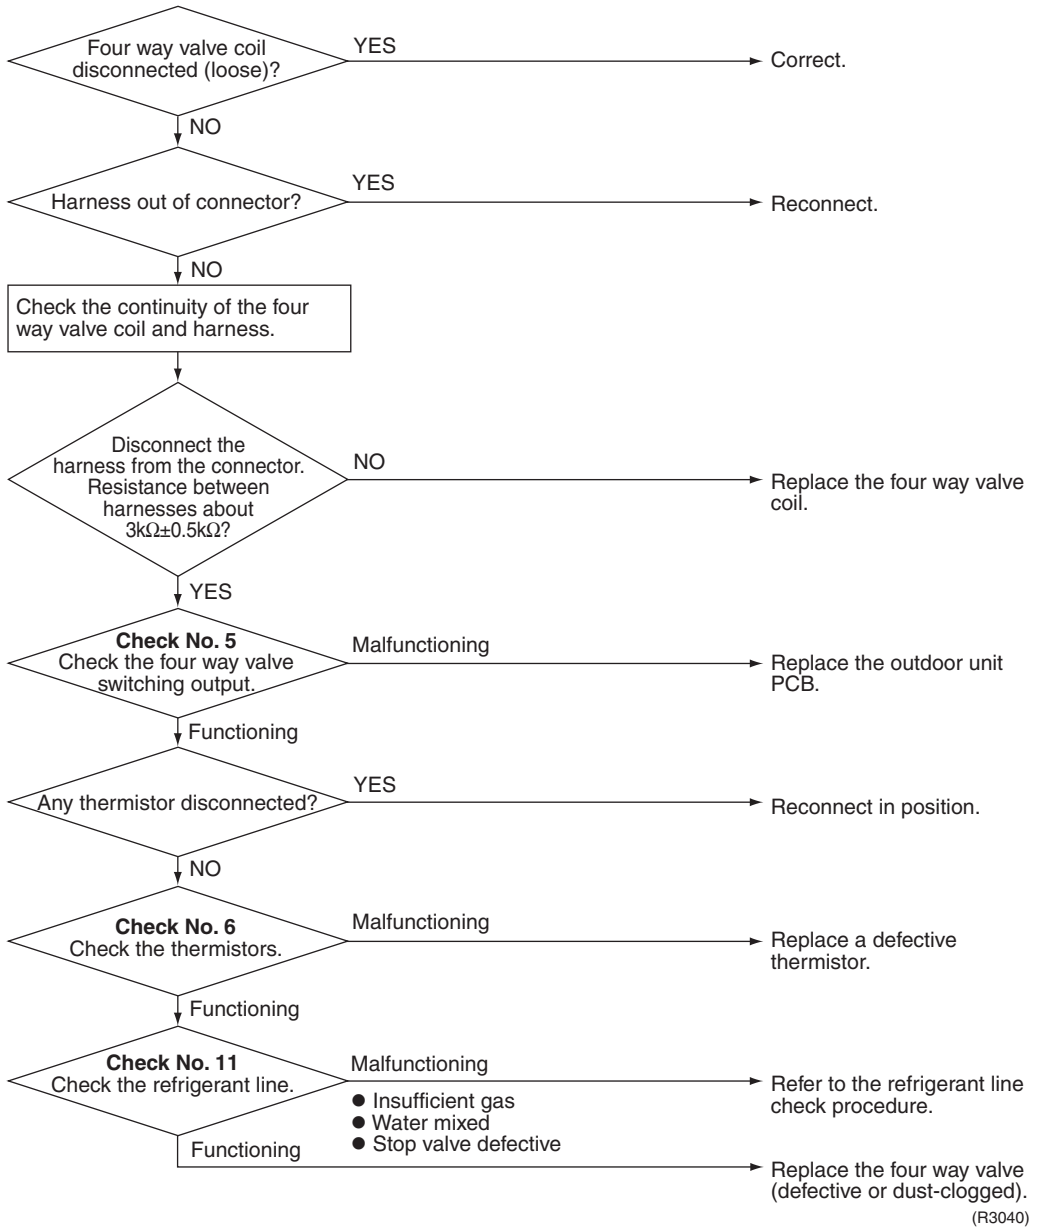 Four way valve coil
disconnected (loose)?
YES
Correct.
NO
Harness out of connector?
YES
Reconnect.
NO
Check the continuity of the four
way valve coil and harness.
Disconnect the
harness from the connector.
Resistance between
harnesses about
3kΩ±0.5kΩ?
NO
Replace the four way valve
coil.
YES
Check No. 5
Check the four way valve
switching output.
Malfunctioning
Replace the outdoor unit
PCB.
Functioning
Any thermistor disconnected?
YES
Reconnect in position.
NO
Check No. 6
Check the thermistors.
Malfunctioning
Replace a defective
thermistor.
Functioning
Check No. 11
Check the refrigerant line.
Malfunctioning
● Insufficient gas
● Water mixed
● Stop valve defective
Refer to the refrigerant line
check procedure.
Functioning
Replace the four way valve
(defective or dust-clogged).
(R3040)